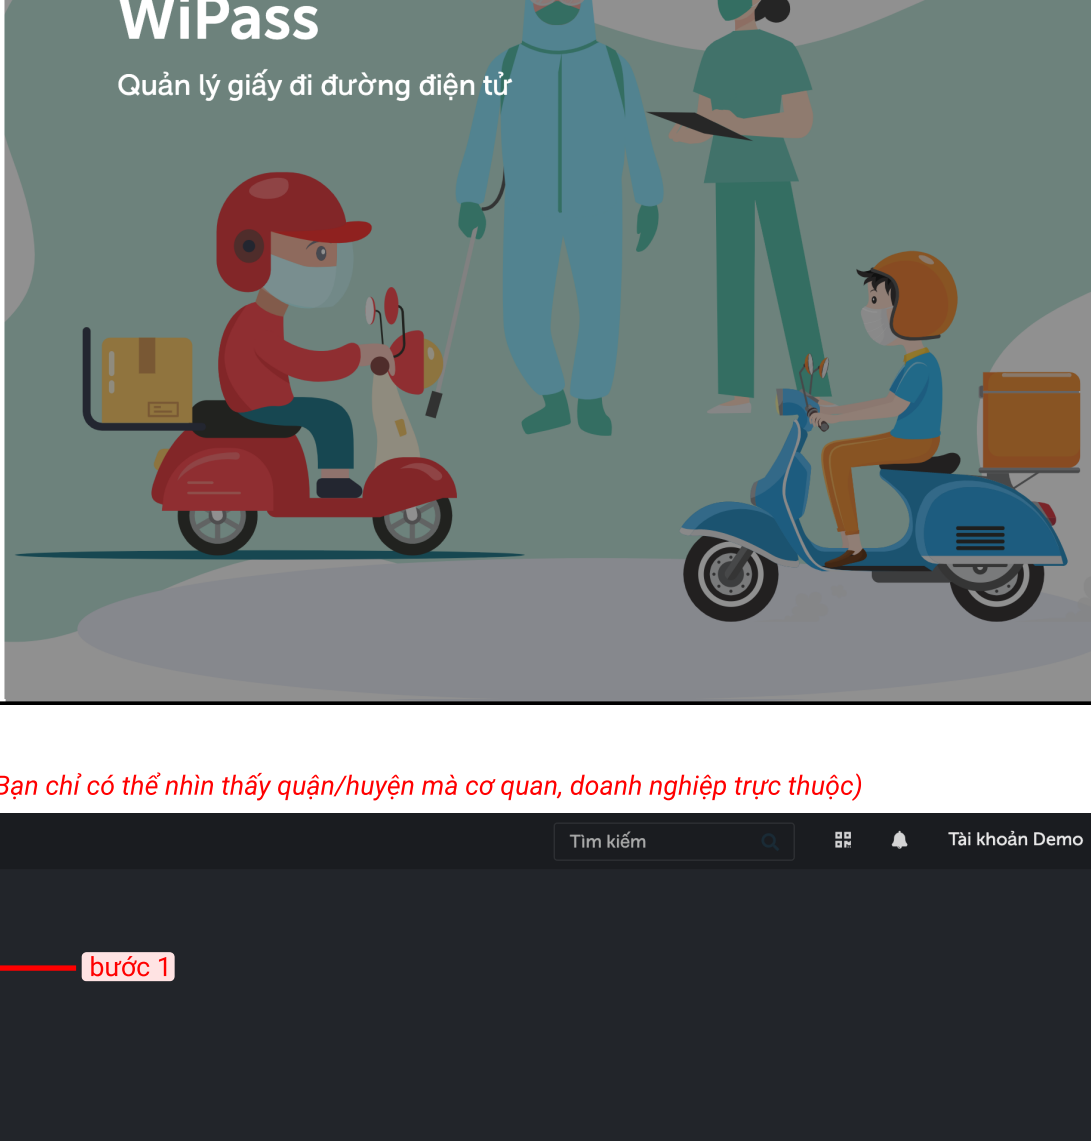 WiPass
Quản lý giấy đi đường điện tử
Bạn chỉ có thể nhìn thấy quận/huyện mà cơ quan, doanh nghiệp trực thuộc)
Tìm kiếm
Tài khoản Demo
bước 1